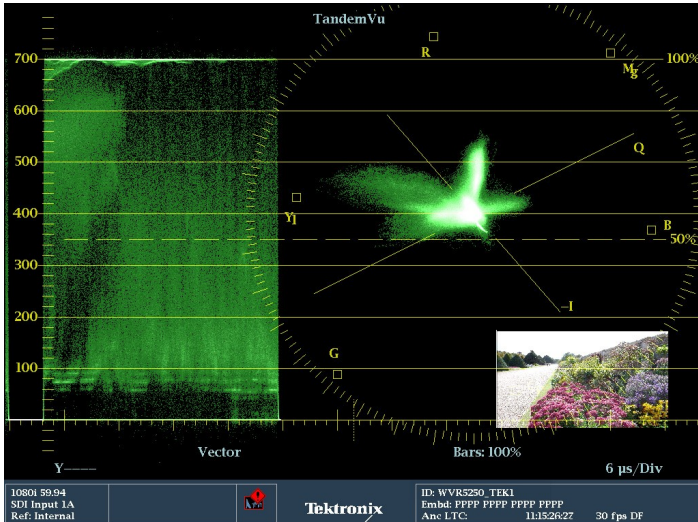 TandemVu
700
600
500
400
300
200
100
R
Mg
100%
Q
Yl
B
50%
-I
G
Vector
Bars: 100%
Y----
6 µs/Div
1080i 59.94
SDI Input 1A
Ref: Internal
Tektronix
ID: WVR5250_TEK1
Embd: PPPP PPPP PPPP PPPP
Anc LTC: 11:15:26:27 30 fps DF